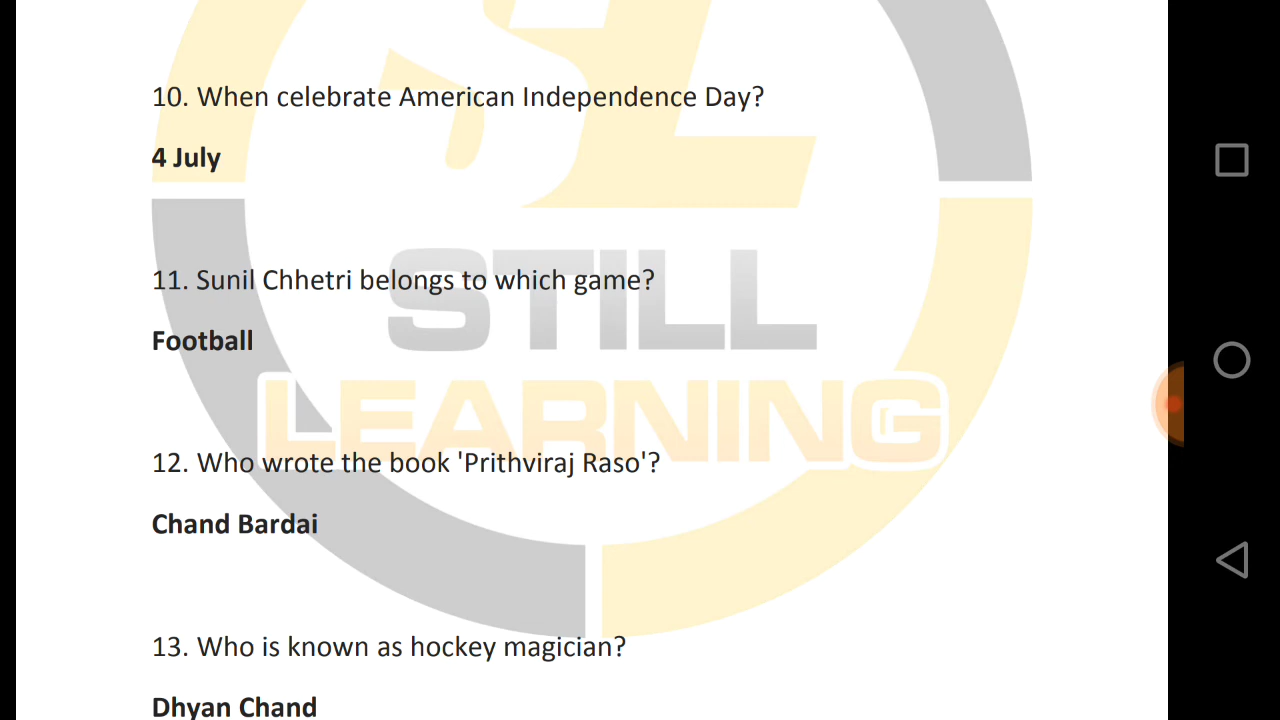 10. When celebrate American Independence Day?
4 July
11. Sunil Chhetri belongs to which game?
Football
12. Who wrote the book 'Prithviraj Raso'?
Chand Bardai
13. Who is known as hockey magician?
Dhyan Chand
SL
STILL
LEARNING